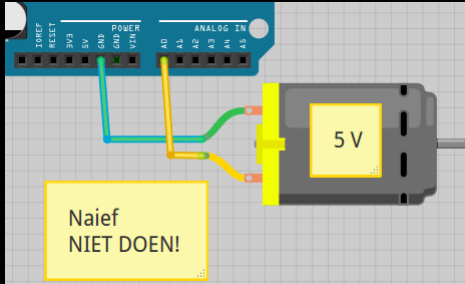 POWER
ANALOG IN
IOREF
RESET
3V3
5V
GND
GND
VIN
A0
A1
A2
A3
A4
A5
5 V
Naief
NIET DOEN!